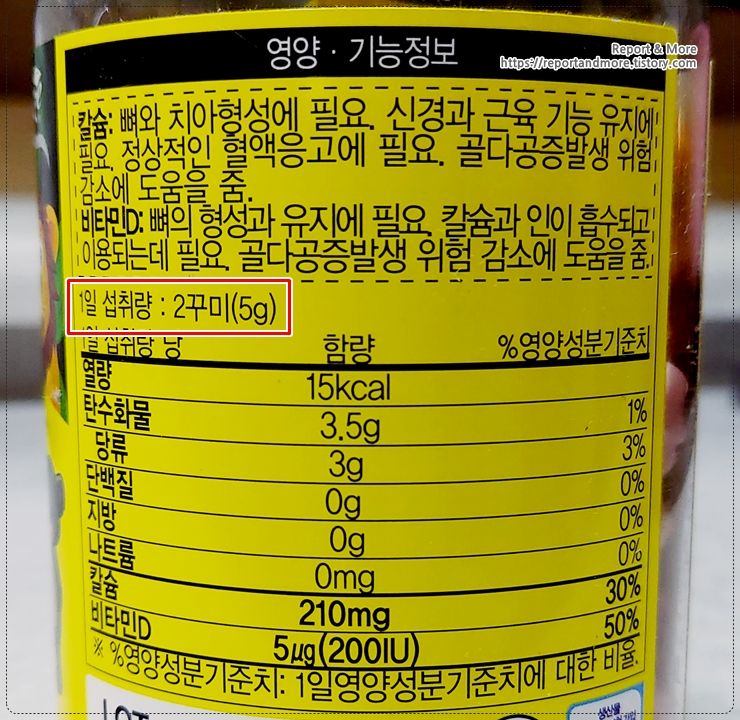 영양 · 기능정보
Report & More
https://reportandmore.tistory.com
칼슘: 뼈와 치아형성에 필요. 신경과 근육 기능 유지에
필요. 정상적인 혈액응고에 필요. 골다공증발생 위험
감소에 도움을 줌.
비타민D: 뼈의 형성과 유지에 필요. 칼슘과 인이 흡수되고
이용되는데 필요. 골다공증발생 위험 감소에 도움을 줌.
1일 섭취량 : 2꾸미(5g)
1일 섭취량 당 함량 %영양성분기준치
열량 15kcal
탄수화물 3.5g 1%
당류 3g 3%
단백질 0g 0%
지방 0g 0%
나트륨 0mg 0%
칼슘 210mg 30%
비타민D 5µg(200IU) 50%
※ %영양성분기준치: 1일영양성분기준치에 대한 비율.